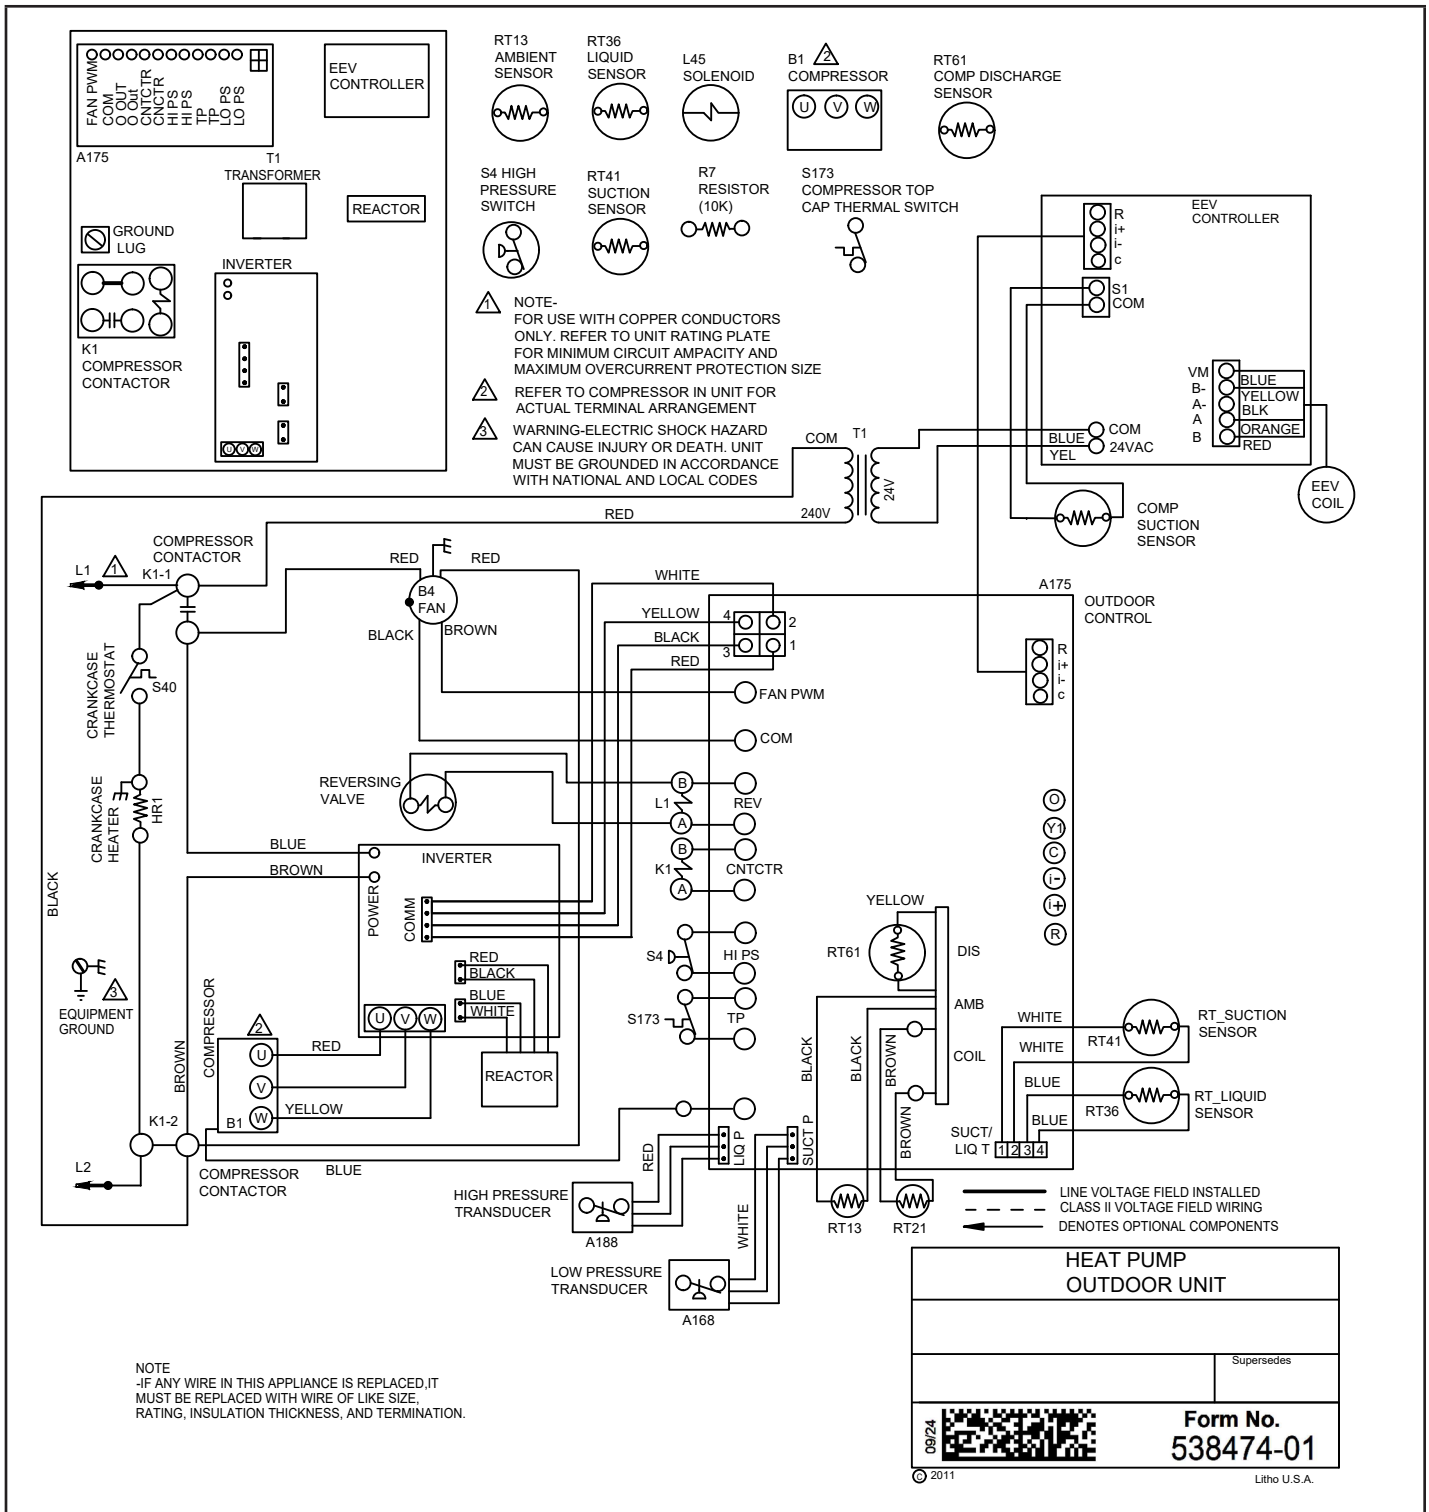 FAN PWM
COM
O OUT
O Out
CNTCTR
CNCTR
HI PS
HI PS
TP
TP
LO PS
LO PS
A175
EEV
CONTROLLER
T1
TRANSFORMER
REACTOR
GROUND
LUG
INVERTER
U V W
K1
COMPRESSOR
CONTACTOR
RT13
AMBIENT
SENSOR
RT36
LIQUID
SENSOR
L45
SOLENOID
B1 2
COMPRESSOR
U V W
RT61
COMP DISCHARGE
SENSOR
S4 HIGH
PRESSURE
SWITCH
RT41
SUCTION
SENSOR
R7
RESISTOR
(10K)
S173
COMPRESSOR TOP
CAP THERMAL SWITCH
1 NOTE-
FOR USE WITH COPPER CONDUCTORS
ONLY. REFER TO UNIT RATING PLATE
FOR MINIMUM CIRCUIT AMPACITY AND
MAXIMUM OVERCURRENT PROTECTION SIZE
2 REFER TO COMPRESSOR IN UNIT FOR
ACTUAL TERMINAL ARRANGEMENT
3 WARNING-ELECTRIC SHOCK HAZARD
CAN CAUSE INJURY OR DEATH. UNIT
MUST BE GROUNDED IN ACCORDANCE
WITH NATIONAL AND LOCAL CODES
EEV
CONTROLLER
R
i+
i-
c
S1
COM
VM
B-
A-
A
B
BLUE
YELLOW
BLK
ORANGE
RED
COM
24VAC
BLUE
YEL
EEV
COIL
COMP
SUCTION
SENSOR
COM
T1
240V
24V
RED
COMPRESSOR
CONTACTOR
L1 1
K1-1
RED
RED
B4
FAN
BLACK
BROWN
CRANKCASE
THERMOSTAT
S40
CRANKCASE
HEATER
HR1
BLACK
WHITE
YELLOW
BLACK
RED
4
2
3
1
A175
OUTDOOR
CONTROL
R
i+
i-
c
FAN PWM
COM
REVERSING
VALVE
B
L1
A
REV
B
K1
A
CNTCTR
O
Y1
C
i-
i+
R
BLUE
BROWN
INVERTER
POWER
COMM
RED
BLACK
BLUE
WHITE
U V W
REACTOR
S4
HI PS
S173
TP
YELLOW
RT61
DIS
AMB
COIL
BLACK
BLACK
BROWN
BROWN
WHITE
RT41
RT_SUCTION
SENSOR
WHITE
BLUE
RT36
RT_LIQUID
SENSOR
BLUE
SUCT/
LIQ T
1 2 3 4
3
EQUIPMENT
GROUND
COMPRESSOR
2
U
V
W
B1
RED
YELLOW
BROWN
K1-2
L2
COMPRESSOR
CONTACTOR
BLUE
RED
LIQ P
SUCT P
WHITE
HIGH PRESSURE
TRANSDUCER
A188
LOW PRESSURE
TRANSDUCER
A168
RT13
RT21
LINE VOLTAGE FIELD INSTALLED
CLASS II VOLTAGE FIELD WIRING
DENOTES OPTIONAL COMPONENTS
HEAT PUMP
OUTDOOR UNIT
Supersedes
09/24
Form No.
538474-01
© 2011
Litho U.S.A.
NOTE
-IF ANY WIRE IN THIS APPLIANCE IS REPLACED,IT
MUST BE REPLACED WITH WIRE OF LIKE SIZE,
RATING, INSULATION THICKNESS, AND TERMINATION.